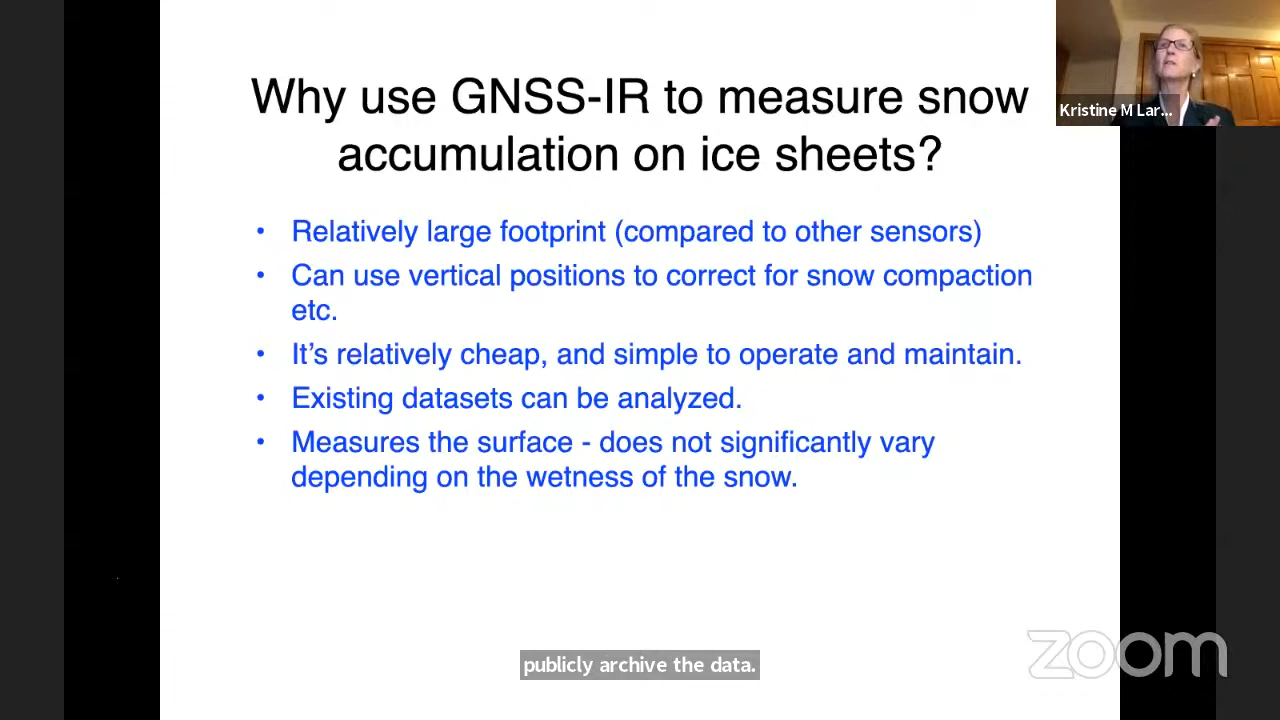 Why use GNSS-IR to measure snow
accumulation on ice sheets?
Kristine M Lar...
• Relatively large footprint (compared to other sensors)
• Can use vertical positions to correct for snow compaction
etc.
• It's relatively cheap, and simple to operate and maintain.
• Existing datasets can be analyzed.
• Measures the surface - does not significantly vary
depending on the wetness of the snow.
publicly archive the data.
zoom